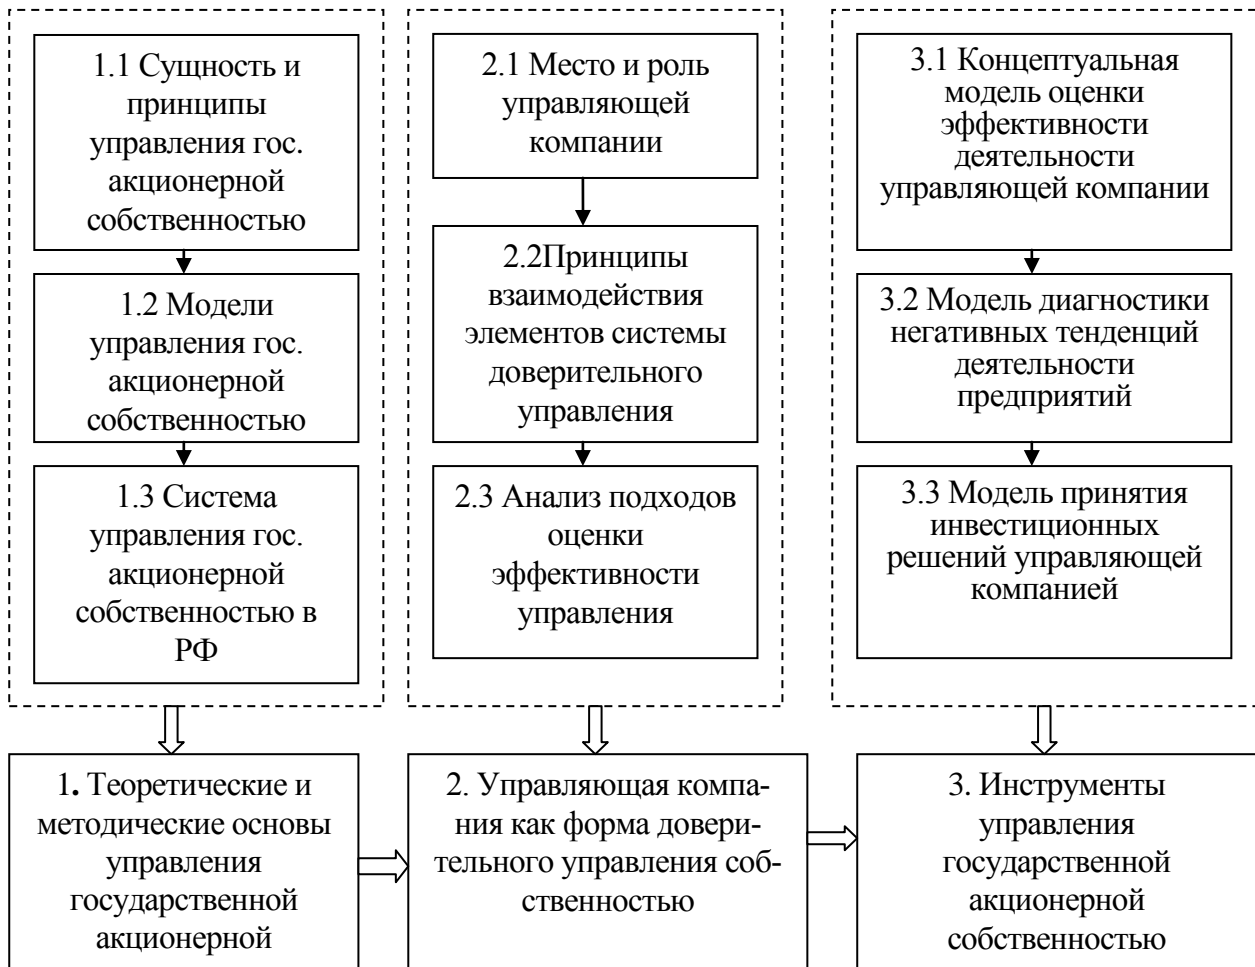 1.1 Сущность и
принципы
управления гос.
акционерной
собственностью
1.2 Модели
управления гос.
акционерной
собственностью
1.3 Система
управления гос.
акционерной
собственностью в
РФ
2.1 Место и роль
управляющей
компании
2.2Принципы
взаимодействия
элементов системы
доверительного
управления
2.3 Анализ подходов
оценки
эффективности
управления
3.1 Концептуальная
модель оценки
эффективности
деятельности
управляющей компании
3.2 Модель диагностики
негативных тенденций
деятельности
предприятий
3.3 Модель принятия
инвестиционных
решений управляющей
компанией
1. Теоретические и
методические основы
управления
государственной
акционерной
2. Управляющая компа-
ния как форма довери-
тельного управления соб-
ственностью
3. Инструменты
управления
государственной
акционерной
собственностью